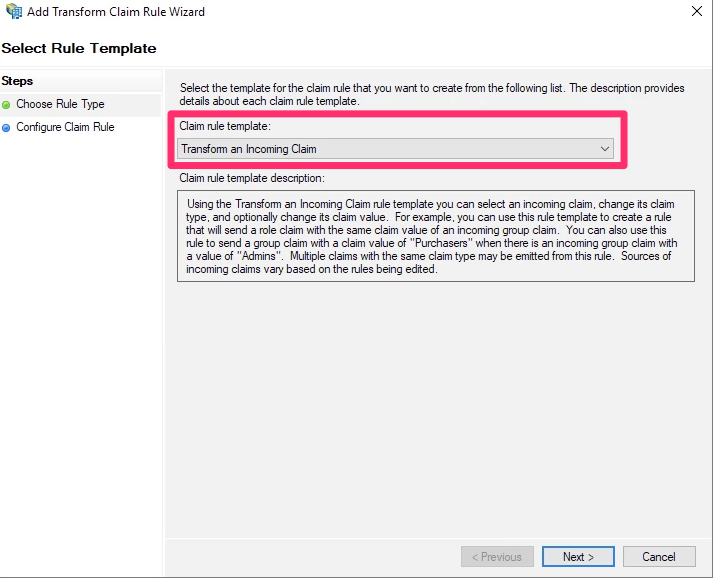 Add Transform Claim Rule Wizard
Select Rule Template
Steps
Choose Rule Type
Configure Claim Rule
Select the template for the claim rule that you want to create from the following list. The description provides
details about each claim rule template.
Claim rule template:
Transform an Incoming Claim
Claim rule template description:
Using the Transform an Incoming Claim rule template you can select an incoming claim, change its claim
type, and optionally change its claim value. For example, you can use this rule template to create a rule
that will send a role claim with the same claim value of an incoming group claim. You can also use this
rule to send a group claim with a claim value of "Purchasers" when there is an incoming group claim with
a value of "Admins". Multiple claims with the same claim type may be emitted from this rule. Sources of
incoming claims vary based on the rules being edited.
< Previous
Next >
Cancel